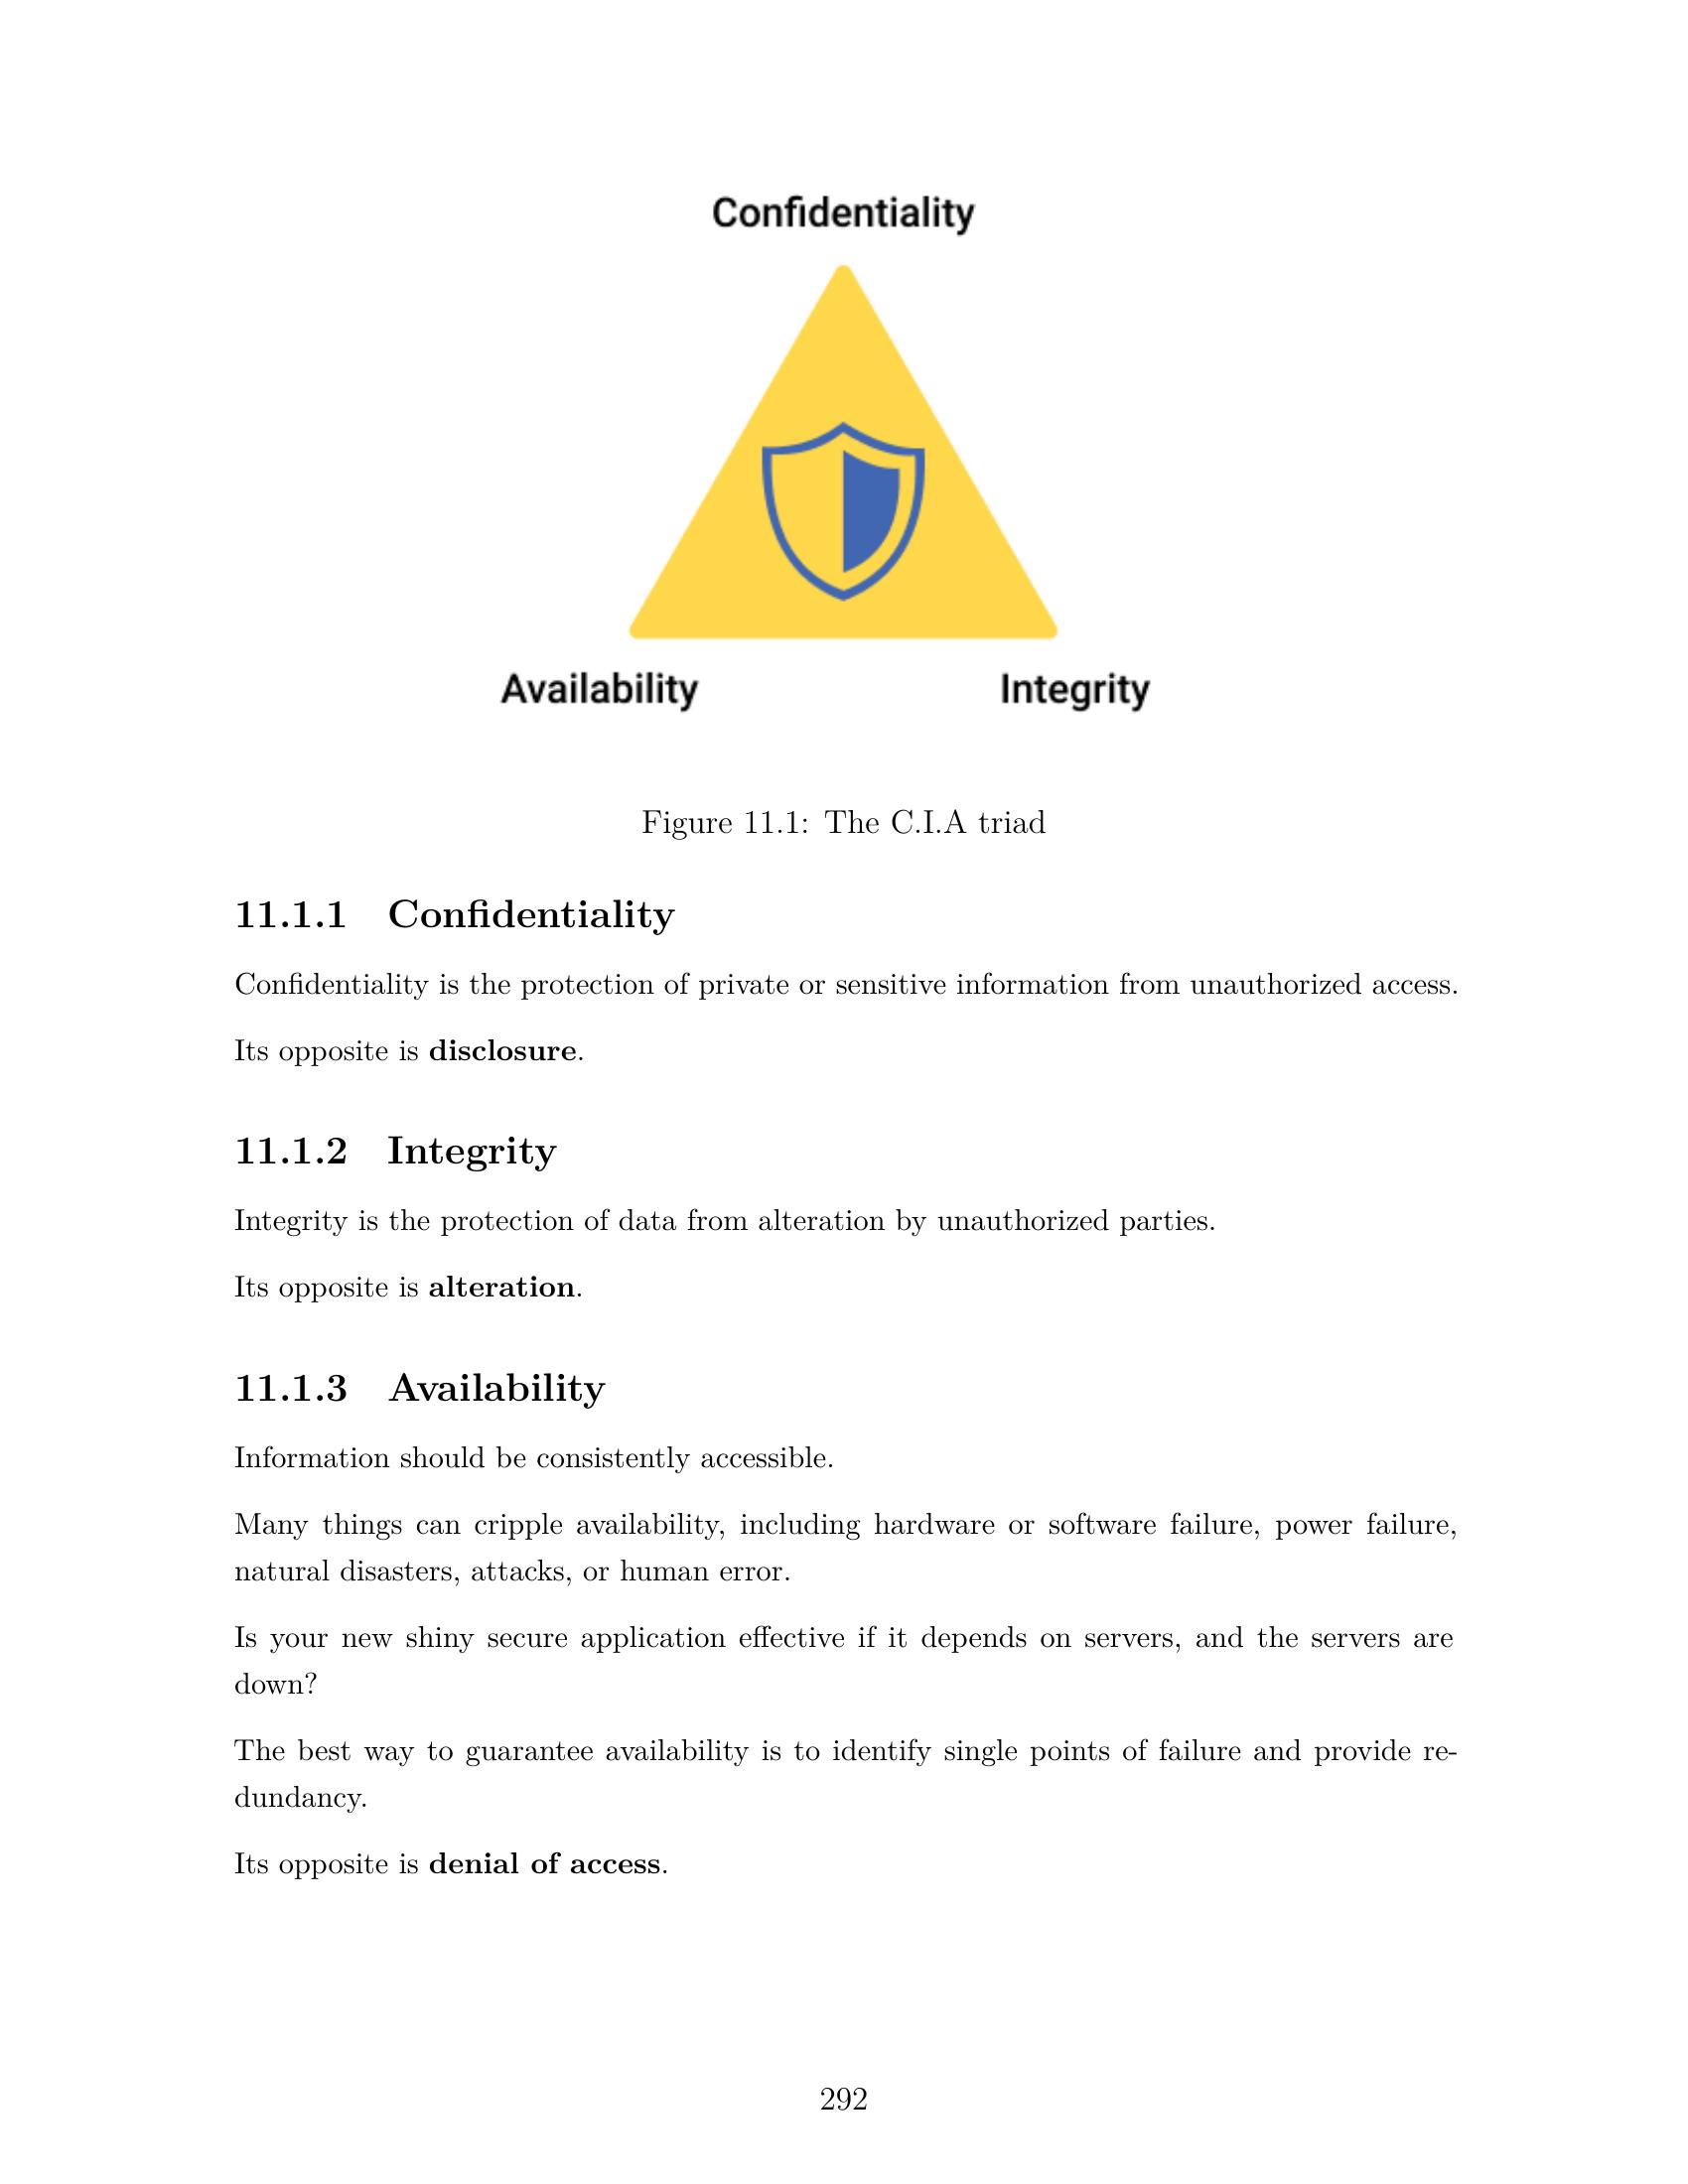 Confidentiality
Availability Integrity
Figure 11.1: The C.I.A triad
11.1.1 Confidentiality
Confidentiality is the protection of private or sensitive information from unauthorized access.
Its opposite is disclosure.
11.1.2 Integrity
Integrity is the protection of data from alteration by unauthorized parties.
Its opposite is alteration.
11.1.3 Availability
Information should be consistently accessible.
Many things can cripple availability, including hardware or software failure, power failure,
natural disasters, attacks, or human error.
Is your new shiny secure application effective if it depends on servers, and the servers are
down?
The best way to guarantee availability is to identify single points of failure and provide re-
dundancy.
Its opposite is denial of access.
292